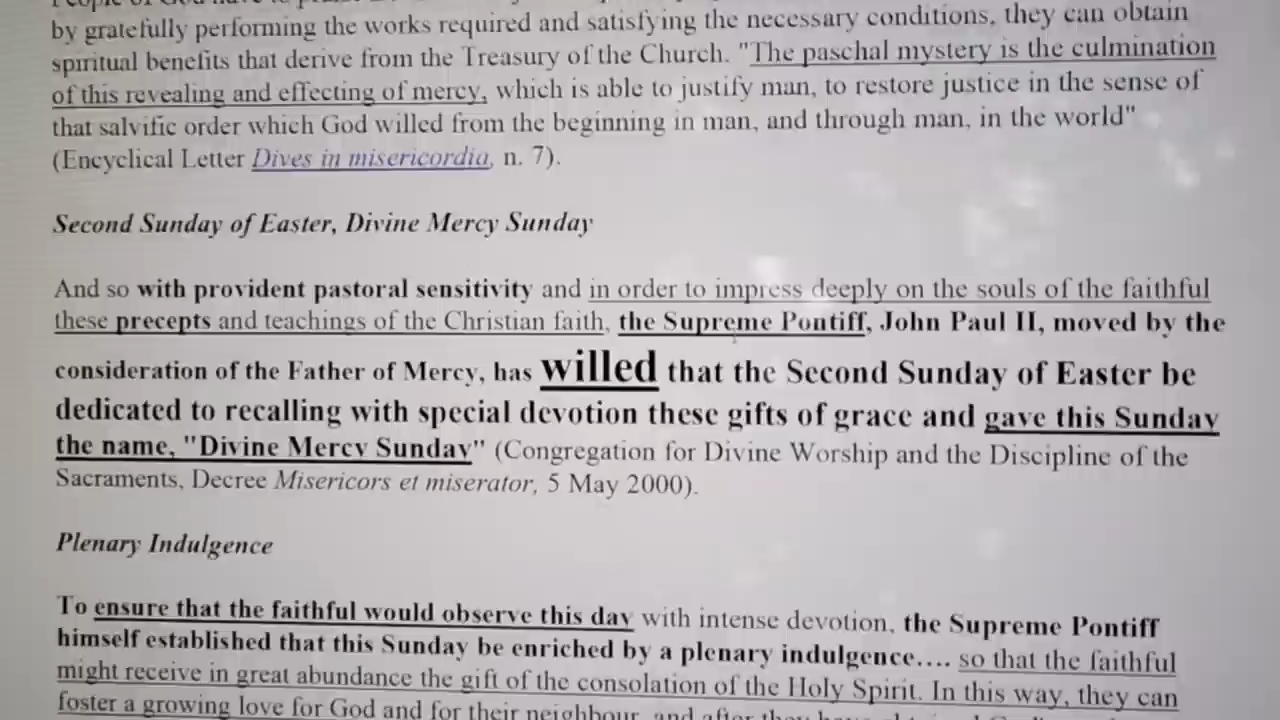 by gratefully performing the works required and satisfying the necessary conditions, they can obtain
spiritual benefits that derive from the Treasury of the Church. "The paschal mystery is the culmination
of this revealing and effecting of mercy, which is able to justify man, to restore justice in the sense of
that salvific order which God willed from the beginning in man, and through man, in the world"
(Encyclical Letter Dives in misericordia, n. 7).
Second Sunday of Easter, Divine Mercy Sunday
And so with provident pastoral sensitivity and in order to impress deeply on the souls of the faithful
these precepts and teachings of the Christian faith, the Supreme Pontiff, John Paul II, moved by the
consideration of the Father of Mercy, has willed that the Second Sunday of Easter be
dedicated to recalling with special devotion these gifts of grace and gave this Sunday
the name, "Divine Mercy Sunday" (Congregation for Divine Worship and the Discipline of the
Sacraments, Decree Misericors et miserator, 5 May 2000).
Plenary Indulgence
To ensure that the faithful would observe this day with intense devotion, the Supreme Pontiff
himself established that this Sunday be enriched by a plenary indulgence.... so that the faithful
might receive in great abundance the gift of the consolation of the Holy Spirit. In this way, they can
foster a growing love for God and for their neighbour, and after they